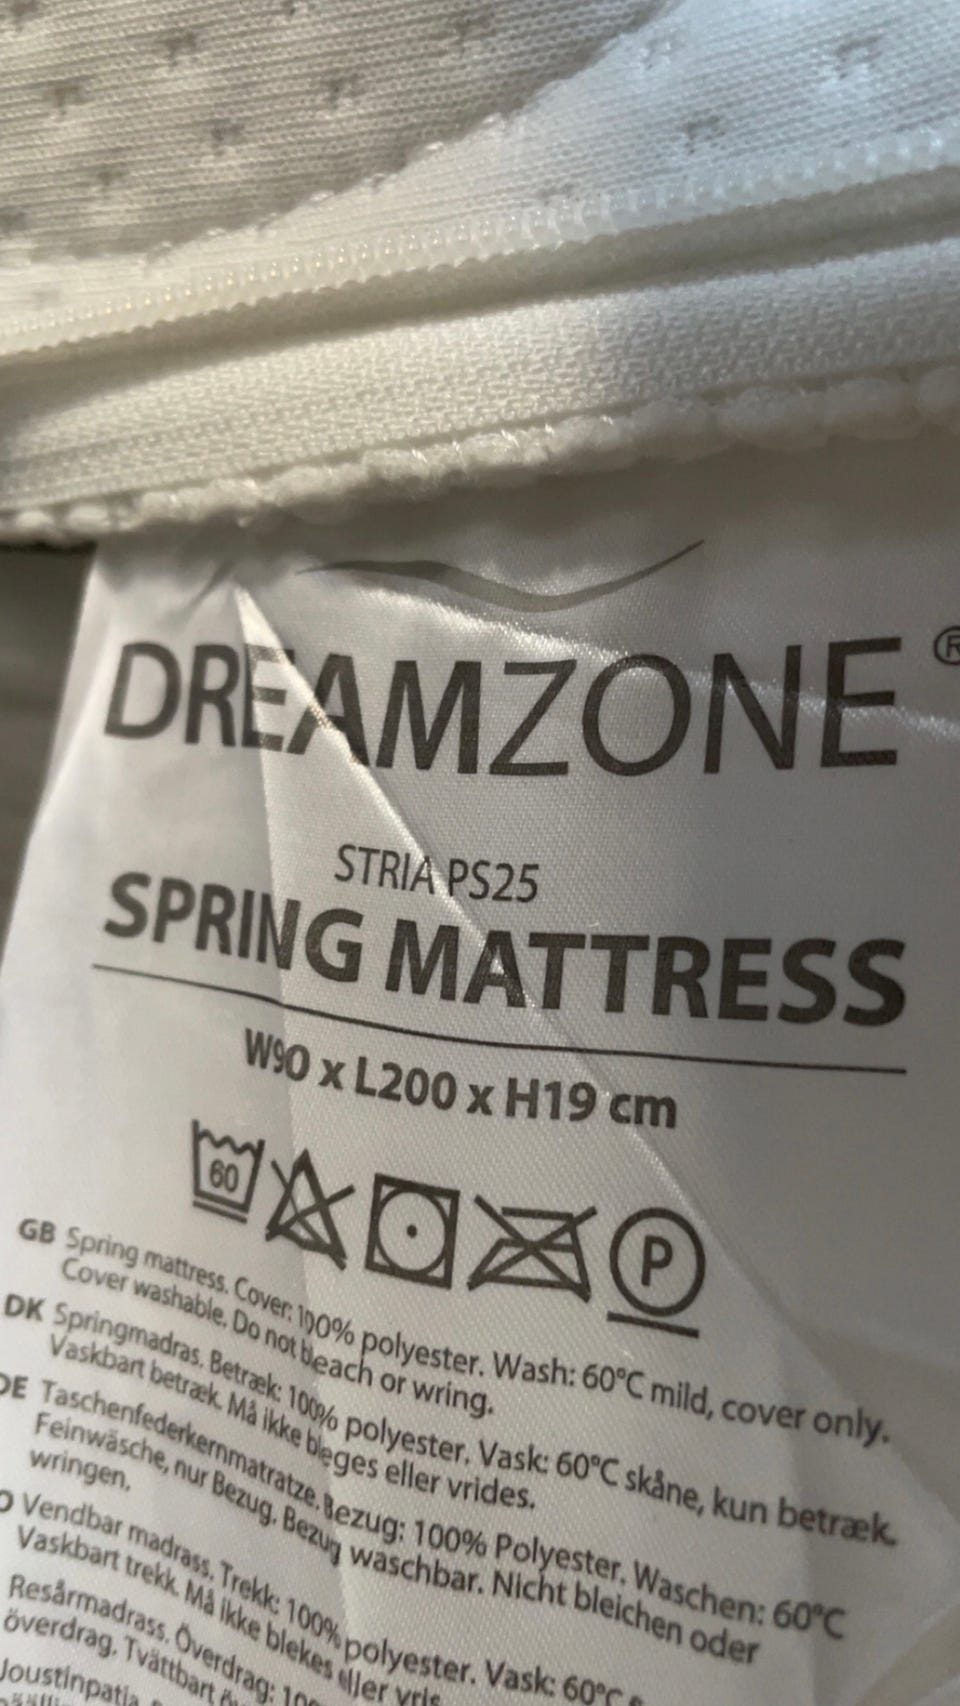 DREAMZONE®
STRIA PS25
SPRING MATTRESS
W90 x L200 x H19 cm
60
P
GB Spring mattress. Cover: 100% polyester. Wash: 60°C mild, cover only.
Cover washable. Do not bleach or wring.
DK Springmadras. Betræk: 100% polyester. Vask: 60°C skåne, kun betræk.
Vaskbart betræk. Må ikke bleges eller vrides.
DE Taschenfederkernmatratze. Bezug: 100% Polyester. Waschen: 60°C
Feinwäsche, nur Bezug. Bezug waschbar. Nicht bleichen oder
wringen.
Vendbar madrass. Trekk: 100% polyester. Vask: 60°C
Vaskbart trekk. Må ikke blekes eller vris
Resårmadrass. Överdrag:
överdrag. Tvättbart
Joustinpatja